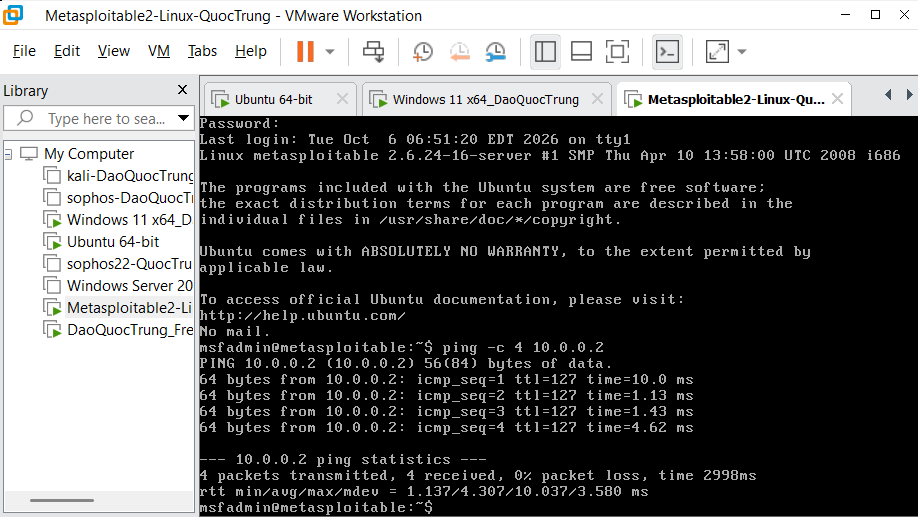 Metasploitable2-Linux-QuocTrung - VMware Workstation
File Edit View VM Tabs Help
Library
Type here to sea...
My Computer
kali-DaoQuocTrung
sophos-DaoQuocTr
Windows 11 x64_D
Ubuntu 64-bit
sophos22-QuocTru
Windows Server 20
Metasploitable2-Li
DaoQuocTrung_Fre
Ubuntu 64-bit Windows 11 x64_DaoQuocTrung Metasploitable2-Linux-Qu...
Password:
Last login: Tue Oct  6 06:51:20 EDT 2026 on tty1
Linux metasploitable 2.6.24-16-server #1 SMP Thu Apr 10 13:58:00 UTC 2008 i686
The programs included with the Ubuntu system are free software;
the exact distribution terms for each program are described in the
individual files in /usr/share/doc/*/copyright.
Ubuntu comes with ABSOLUTELY NO WARRANTY, to the extent permitted by
applicable law.
To access official Ubuntu documentation, please visit:
http://help.ubuntu.com/
No mail.
msfadmin@metasploitable:~$ ping -c 4 10.0.0.2
PING 10.0.0.2 (10.0.0.2) 56(84) bytes of data.
64 bytes from 10.0.0.2: icmp_seq=1 ttl=127 time=10.0 ms
64 bytes from 10.0.0.2: icmp_seq=2 ttl=127 time=1.13 ms
64 bytes from 10.0.0.2: icmp_seq=3 ttl=127 time=1.43 ms
64 bytes from 10.0.0.2: icmp_seq=4 ttl=127 time=4.62 ms
--- 10.0.0.2 ping statistics ---
4 packets transmitted, 4 received, 0% packet loss, time 2998ms
rtt min/avg/max/mdev = 1.137/4.307/10.037/3.580 ms
msfadmin@metasploitable:~$